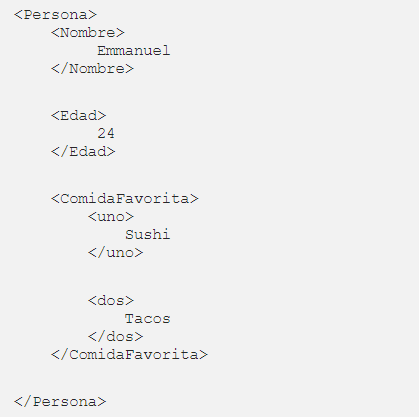 <Persona>
<Nombre>
Emmanuel
</Nombre>
<Edad>
24
</Edad>
<ComidaFavorita>
<uno>
Sushi
</uno>
<dos>
Tacos
</dos>
</ComidaFavorita>
</Persona>